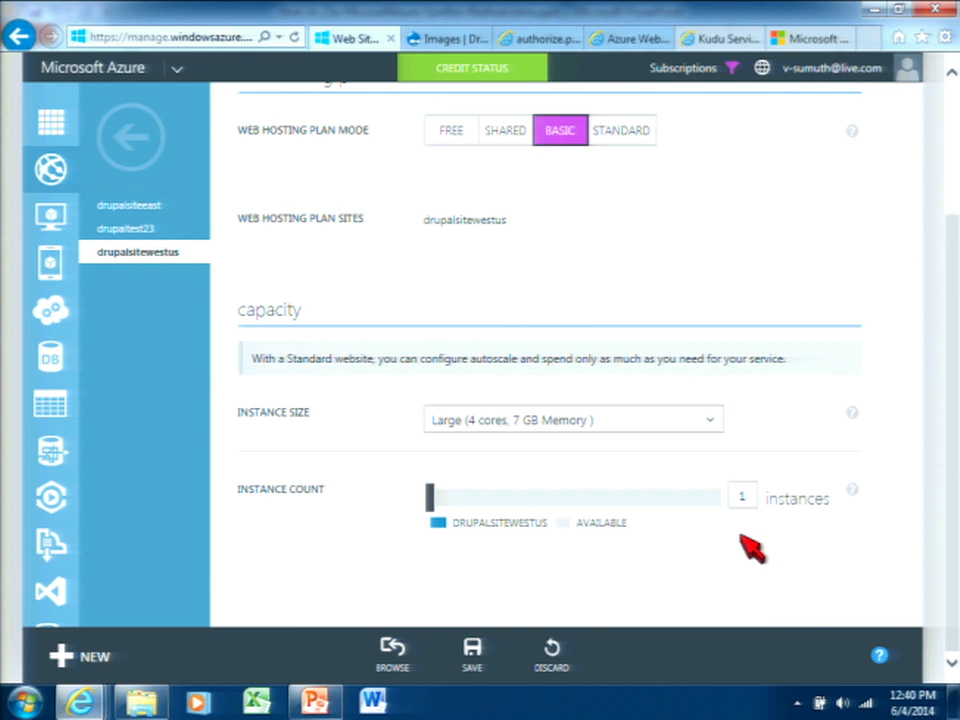 https://manage.windowsazure....
Web Sit...
Images | Dr...
authorize.p...
Azure Web...
Kudu Servi...
Microsoft ...
Microsoft Azure
CREDIT STATUS
Subscriptions
v-sumuth@live.com
WEB HOSTING PLAN MODE
FREE
SHARED
BASIC
STANDARD
drupalsiteeast
drupaltest23
drupalsitewestus
WEB HOSTING PLAN SITES
drupalsitewestus
capacity
With a Standard website, you can configure autoscale and spend only as much as you need for your service.
DB
INSTANCE SIZE
Large (4 cores, 7 GB Memory )
INSTANCE COUNT
1
instances
DRUPALSITEWESTUS
AVAILABLE
NEW
BROWSE
SAVE
DISCARD
?
12:40 PM
6/4/2014